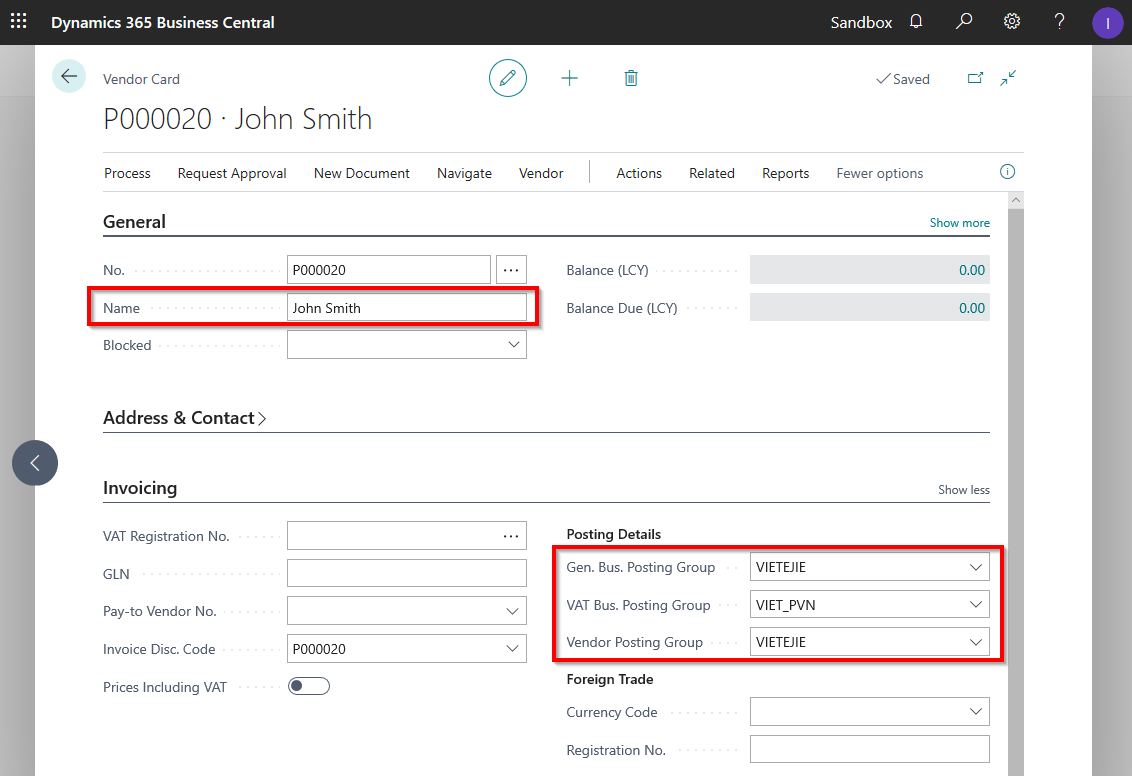 Dynamics 365 Business Central
Sandbox
?
I
Vendor Card
Saved
P000020 · John Smith
Process Request Approval New Document Navigate Vendor Actions Related Reports Fewer options
General
Show more
No. P000020 ...
Name John Smith
Blocked
Balance (LCY) 0.00
Balance Due (LCY) 0.00
Address & Contact
Invoicing
Show less
VAT Registration No. ...
GLN
Pay-to Vendor No.
Invoice Disc. Code P000020
Prices Including VAT
Posting Details
Gen. Bus. Posting Group VIETEJIE
VAT Bus. Posting Group VIET_PVN
Vendor Posting Group VIETEJIE
Foreign Trade
Currency Code
Registration No.